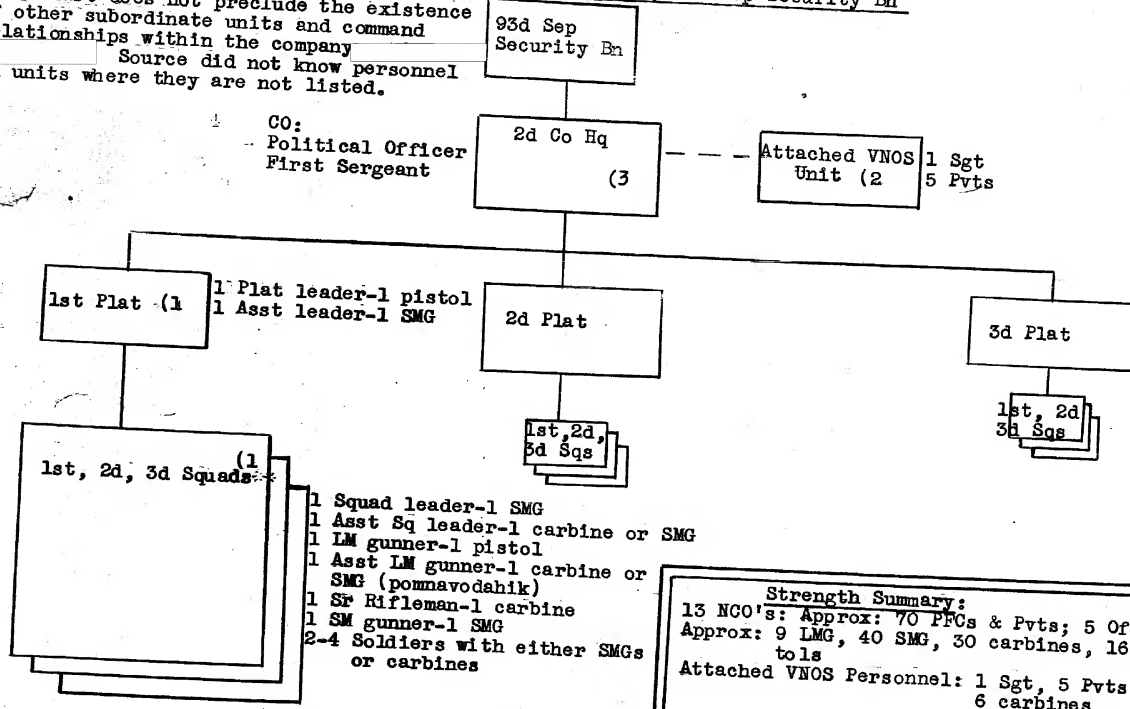 does not preclude the existence
other subordinate units and command
lationships within the company
Source did not know personnel
units where they are not listed.
Security Bn
93d Sep
Security Bn
CO:
Political Officer
First Sergeant
2d Co Hq
(3
Attached VNOS
Unit (2
1 Sgt
5 Pvts
1st Plat (1
1 Plat leader-1 pistol
1 Asst leader-1 SMG
2d Plat
3d Plat
1st, 2d, 3d Squads
(1
1st,2d,
3d Sqs
1st, 2d
3d Sqs
1 Squad leader-1 SMG
1 Asst Sq leader-1 carbine or SMG
1 LM gunner-1 pistol
1 Asst LM gunner-1 carbine or
SMG (pomnavodahik)
1 Sr Rifleman-1 carbine
1 SM gunner-1 SMG
2-4 Soldiers with either SMGs
or carbines
Strength Summary:
13 NCO's: Approx: 70 PFCs & Pvts; 5 Of
Approx: 9 LMG, 40 SMG, 30 carbines, 16
tols
Attached VNOS Personnel: 1 Sgt, 5 Pvts
6 carbines